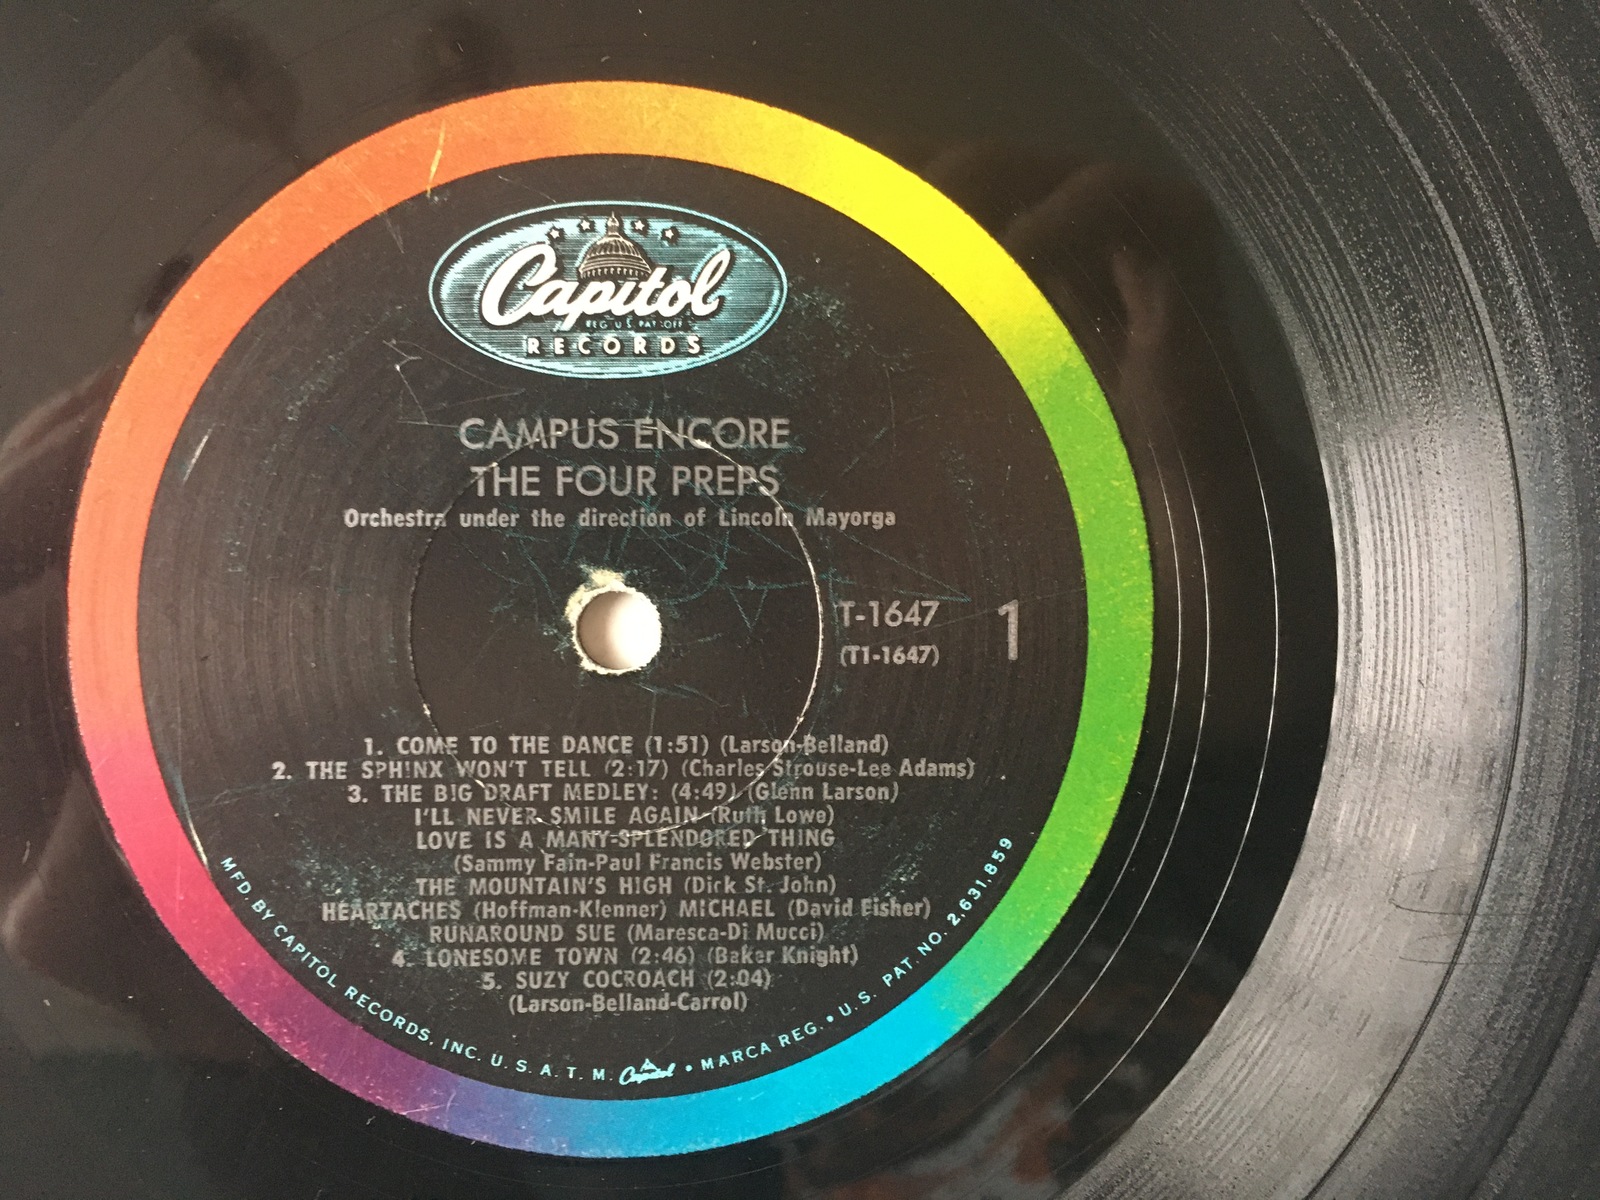 Capitol
REG. U.S. PAT. OFF.
RECORDS
CAMPUS ENCORE
THE FOUR PREPS
Orchestra under the direction of Lincoln Mayorga
T-1647 1
(T1-1647)
1. COME TO THE DANCE (1:51) (Larson-Belland)
2. THE SPHINX WON'T TELL (2:17) (Charles Strouse-Lee Adams)
3. THE BIG DRAFT MEDLEY: (4:49) (Glenn Larson)
I'LL NEVER SMILE AGAIN (Ruth Lowe)
LOVE IS A MANY-SPLENDORED THING
(Sammy Fain-Paul Francis Webster)
THE MOUNTAIN'S HIGH (Dick St. John)
HEARTACHES (Hoffman-Klenner) MICHAEL (David Fisher)
RUNAROUND SUE (Maresca-Di Mucci)
4. LONESOME TOWN (2:46) (Baker Knight)
5. SUZY COCROACH (2:04)
(Larson-Belland-Carrol)
MFD. BY CAPITOL RECORDS, INC. U. S. A. T. M. Capitol • MARCA REG. • U. S. PAT. NO. 2,631,859